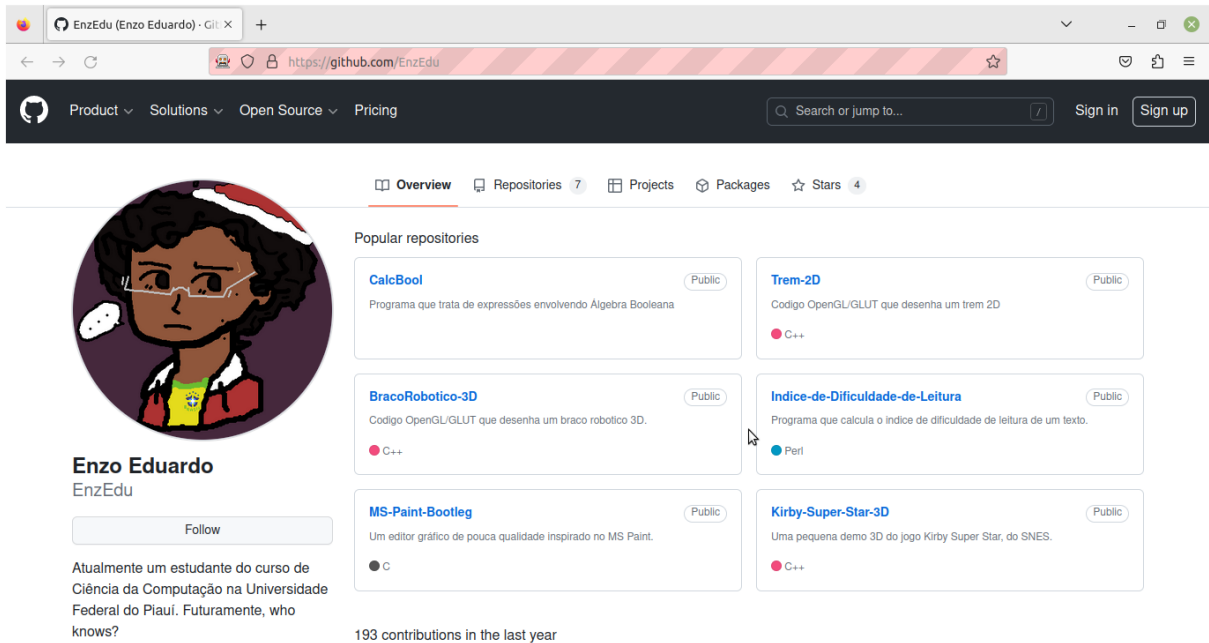 EnzEdu (Enzo Eduardo) · Git
https://github.com/EnzEdu
Product Solutions Open Source Pricing Search or jump to... / Sign in Sign up
Overview Repositories 7 Projects Packages Stars 4
Popular repositories
CalcBool Public
Programa que trata de expressões envolvendo Álgebra Booleana
Trem-2D Public
Codigo OpenGL/GLUT que desenha um trem 2D
C++
BracoRobotico-3D Public
Codigo OpenGL/GLUT que desenha um braco robotico 3D.
C++
Indice-de-Dificuldade-de-Leitura Public
Programa que calcula o indice de dificuldade de leitura de um texto.
Perl
MS-Paint-Bootleg Public
Um editor gráfico de pouca qualidade inspirado no MS Paint.
C
Kirby-Super-Star-3D Public
Uma pequena demo 3D do jogo Kirby Super Star, do SNES.
C++
193 contributions in the last year
Enzo Eduardo
EnzEdu
Follow
Atualmente um estudante do curso de
Ciência da Computação na Universidade
Federal do Piauí. Futuramente, who
knows?